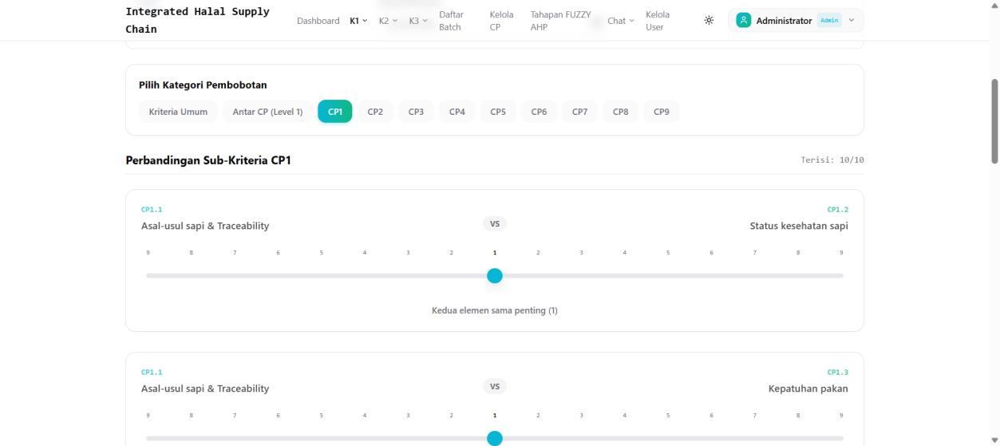 Integrated Halal Supply
Chain
Dashboard
K1
K2
K3
Daftar
Batch
Kelola
CP
Tahapan FUZZY
AHP
Chat
Kelola
User
Administrator
Admin
Pilih Kategori Pembobotan
Kriteria Umum
Antar CP (Level 1)
CP1
CP2
CP3
CP4
CP5
CP6
CP7
CP8
CP9
Perbandingan Sub-Kriteria CP1
Terisi: 10/10
CP1.1
CP1.2
Asal-usul sapi & Traceability
VS
Status kesehatan sapi
9 8 7 6 5 4 3 2 1 2 3 4 5 6 7 8 9
Kedua elemen sama penting (1)
CP1.1
CP1.3
Asal-usul sapi & Traceability
VS
Kepatuhan pakan
9 8 7 6 5 4 3 2 1 2 3 4 5 6 7 8 9